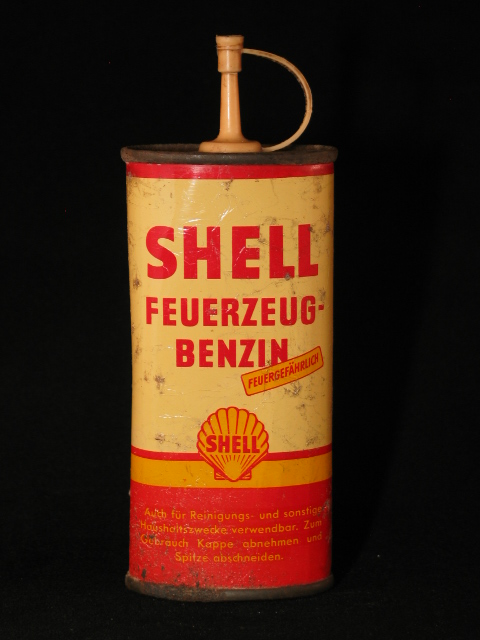 SHELL
FEUERZEUG-
BENZIN
FEUERGEFÄHRLICH
SHELL
Auch für Reinigungs- und sonstige
Haushaltszwecke verwendbar. Zum
Gebrauch Kappe abnehmen und
Spitze abschneiden.